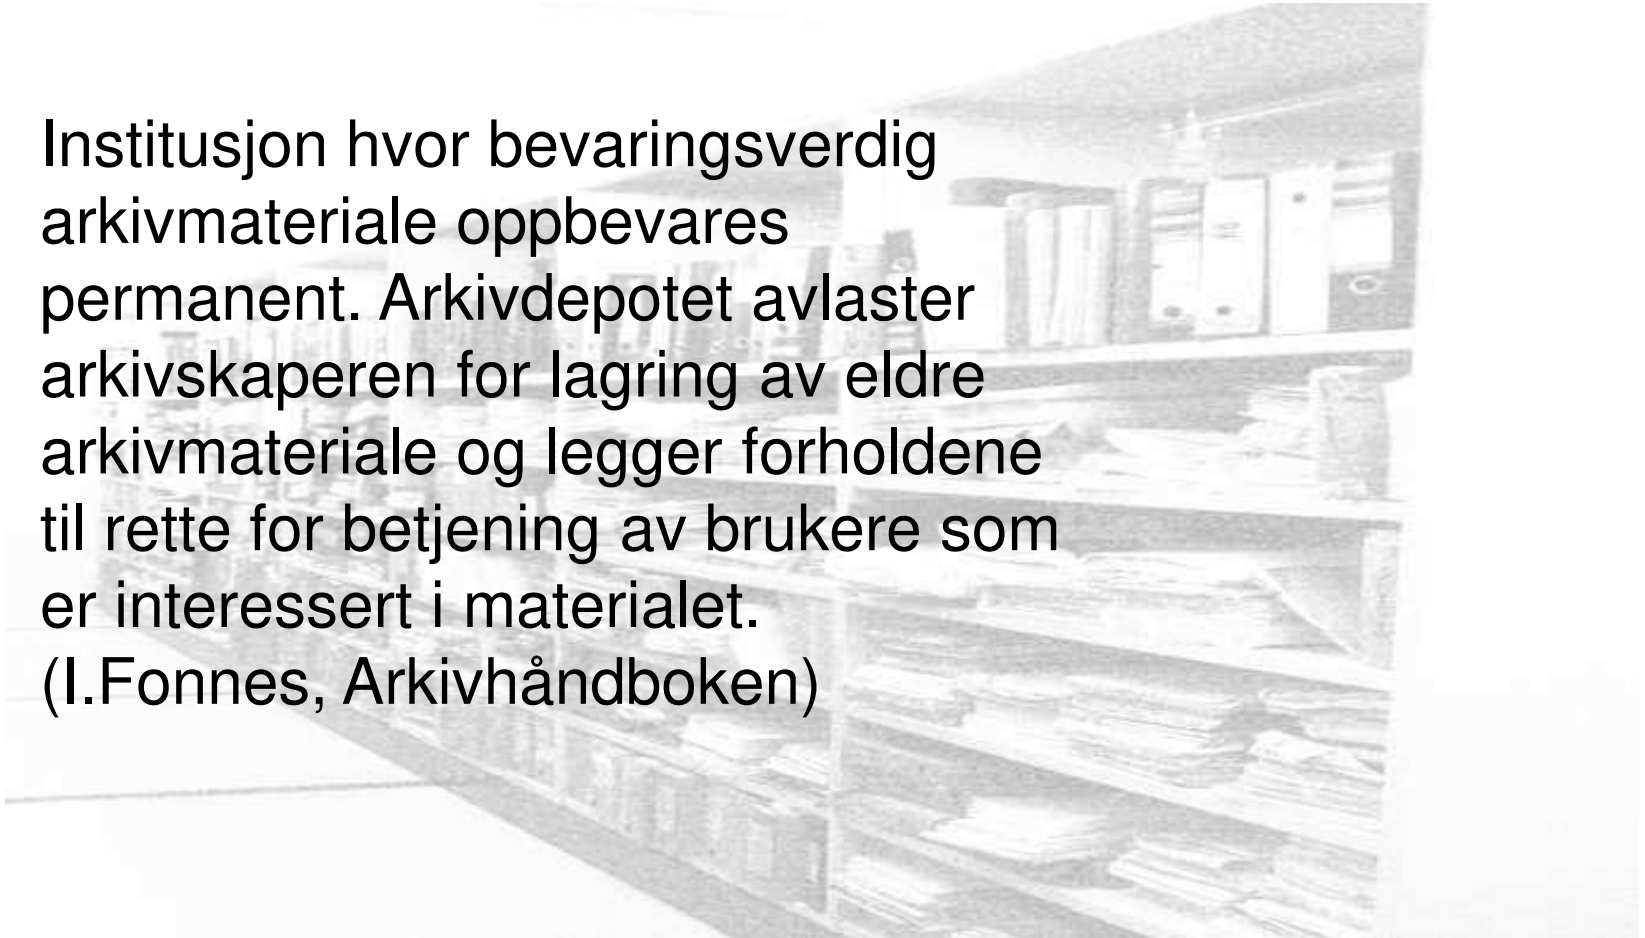 Institusjon hvor bevaringsverdig
arkivmateriale oppbevares
permanent. Arkivdepotet avlaster
arkivskaperen for lagring av eldre
arkivmateriale og legger forholdene
til rette for betjening av brukere som
er interessert i materialet.
(I.Fonnes, Arkivhåndboken)